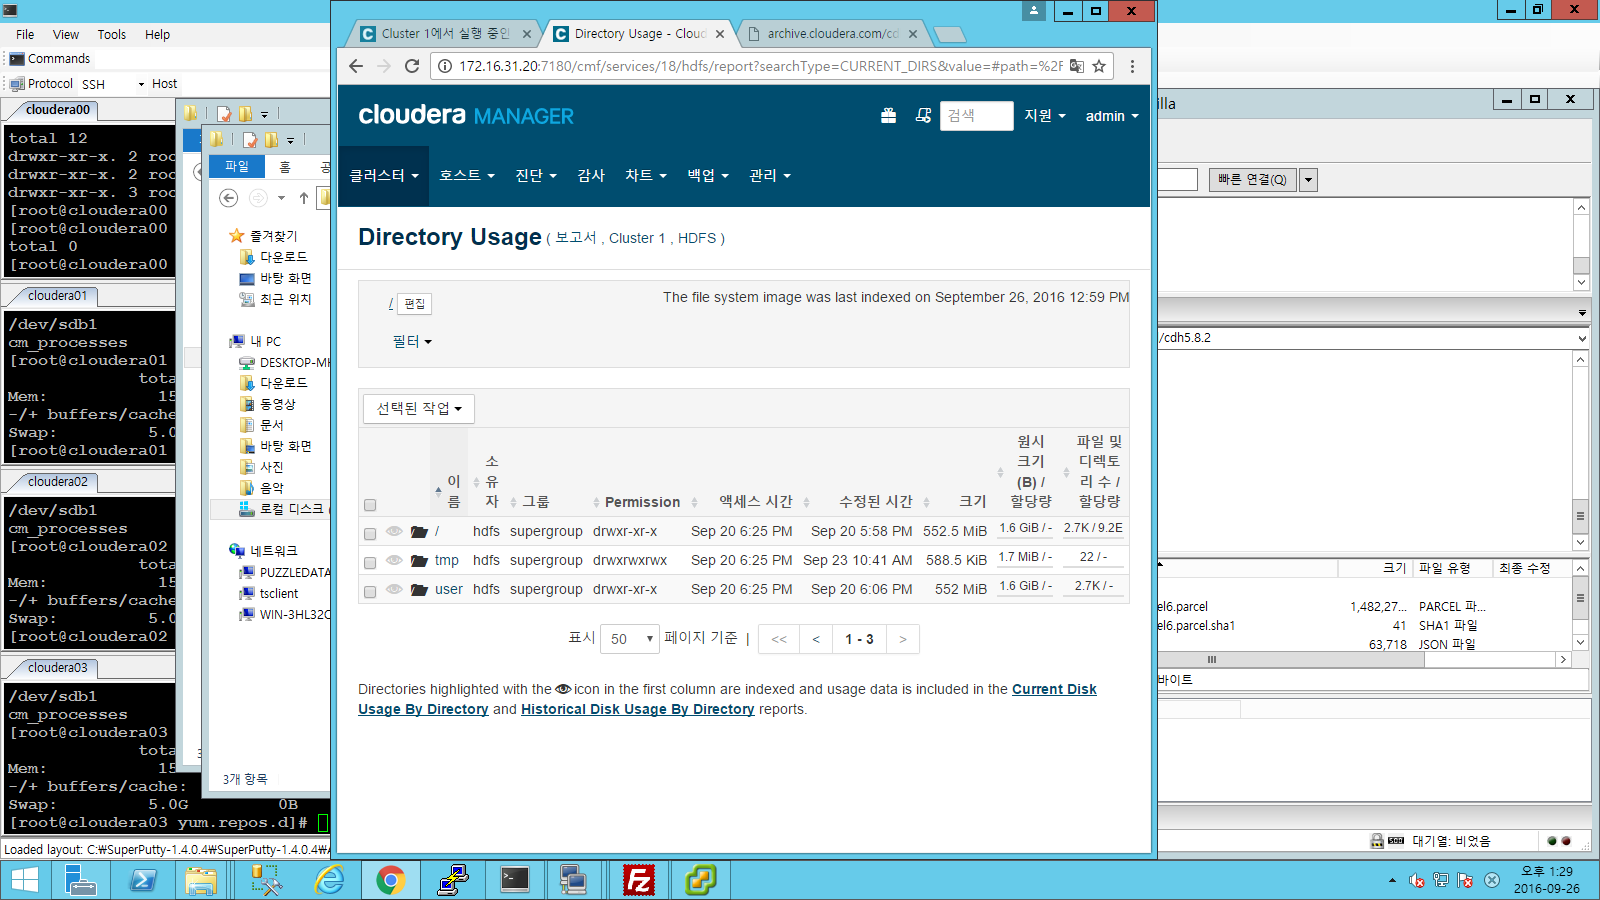 File View Tools Help
Commands
Protocol SSH Host
cloudera00
total 12
drwxr-xr-x. 2 roo
drwxr-xr-x. 2 roo
drwxr-xr-x. 3 roo
[root@cloudera00
[root@cloudera00
total 0
[root@cloudera00
cloudera01
/dev/sdb1
cm_processes
[root@cloudera01
tota
Mem: 15
-/+ buffers/cache
Swap: 5.0
[root@cloudera01
cloudera02
/dev/sdb1
cm_processes
[root@cloudera02
tota
Mem: 15
-/+ buffers/cache
Swap: 5.0
[root@cloudera02
cloudera03
/dev/sdb1
cm_processes
[root@cloudera03
tota
Mem: 15
-/+ buffers/cache:
Swap: 5.0G 0B
[root@cloudera03 yum.repos.d]#
Loaded layout: C:₩SuperPutty-1.4.0.4₩SuperPutty-1.4.0.4₩A
파일 홈 공
즐겨찾기
다운로드
바탕 화면
최근 위치
내 PC
DESKTOP-MH
다운로드
동영상
문서
바탕 화면
사진
음악
로컬 디스크 (
네트워크
PUZZLEDATA
tsclient
WIN-3HL32C
3개 항목
Cluster 1에서 실행 중인
Directory Usage - Cloud
archive.cloudera.com/cd
172.16.31.20:7180/cmf/services/18/hdfs/report?searchType=CURRENT_DIRS&value=#path=%2F
cloudera MANAGER
검색
지원
admin
클러스터 호스트 진단 감사 차트 백업 관리
Directory Usage ( 보고서 , Cluster 1 , HDFS )
/ 편집
The file system image was last indexed on September 26, 2016 12:59 PM
필터
선택된 작업
이름 소유자 그룹 Permission 액세스 시간 수정된 시간 크기 원시 크기 (B) / 할당량 파일 및 디렉토리 수 / 할당량
/ hdfs supergroup drwxr-xr-x Sep 20 6:25 PM Sep 20 5:58 PM 552.5 MiB 1.6 GiB / - 2.7K / 9.2E
tmp hdfs supergroup drwxrwxrwx Sep 20 6:25 PM Sep 23 10:41 AM 588.5 KiB 1.7 MiB / - 22 / -
user hdfs supergroup drwxr-xr-x Sep 20 6:25 PM Sep 20 6:06 PM 552 MiB 1.6 GiB / - 2.7K / -
표시 50 페이지 기준 | << < 1 - 3 >
Directories highlighted with the icon in the first column are indexed and usage data is included in the Current Disk
Usage By Directory and Historical Disk Usage By Directory reports.
illa
빠른 연결(Q)
/cdh5.8.2
크기 파일 유형 최종 수정
el6.parcel 1,482,27... PARCEL 파...
el6.parcel.sha1 41 SHA1 파일
63,718 JSON 파일
바이트
대기열: 비었음
오후 1:29
2016-09-26